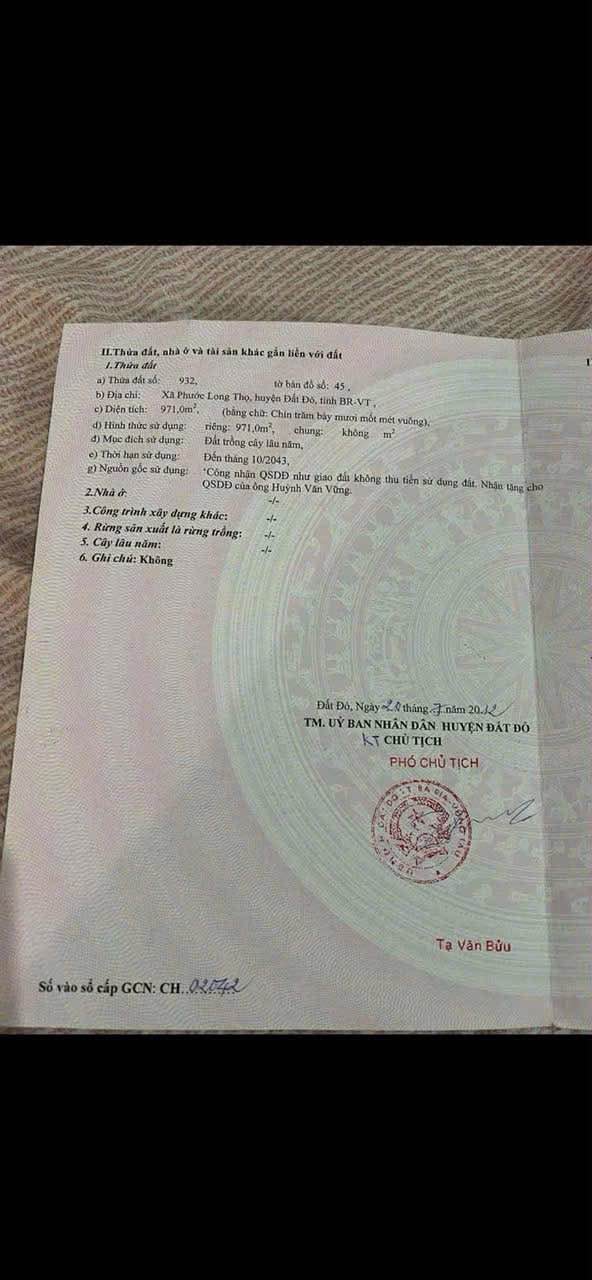 II.Thửa đất, nhà ở và tài sản khác gắn liền với đất
1.Thửa đất
a) Thửa đất số: 932, tờ bản đồ số: 45 ,
b) Địa chỉ: Xã Phước Long Thọ, huyện Đất Đỏ, tỉnh BR-VT ,
c) Diện tích: 971,0m², (bằng chữ: Chín trăm bảy mươi mốt mét vuông),
d) Hình thức sử dụng: riêng: 971,0m², chung: không m²
đ) Mục đích sử dụng: Đất trồng cây lâu năm,
e) Thời hạn sử dụng: Đến tháng 10/2043,
g) Nguồn gốc sử dụng: 'Công nhận QSDĐ như giao đất không thu tiền sử dụng đất. Nhận tặng cho
QSDĐ của ông Huỳnh Văn Vững.
2.Nhà ở: -/-
3.Công trình xây dựng khác: -/-
4. Rừng sản xuất là rừng trồng: -/-
5. Cây lâu năm: -/-
6. Ghi chú: Không
Đất Đỏ, Ngày 20 tháng 7 năm 2012
TM. UỶ BAN NHÂN DÂN HUYỆN ĐẤT ĐỎ
KT CHỦ TỊCH
PHÓ CHỦ TỊCH
Tạ Văn Bửu
Số vào sổ cấp GCN: CH 02042